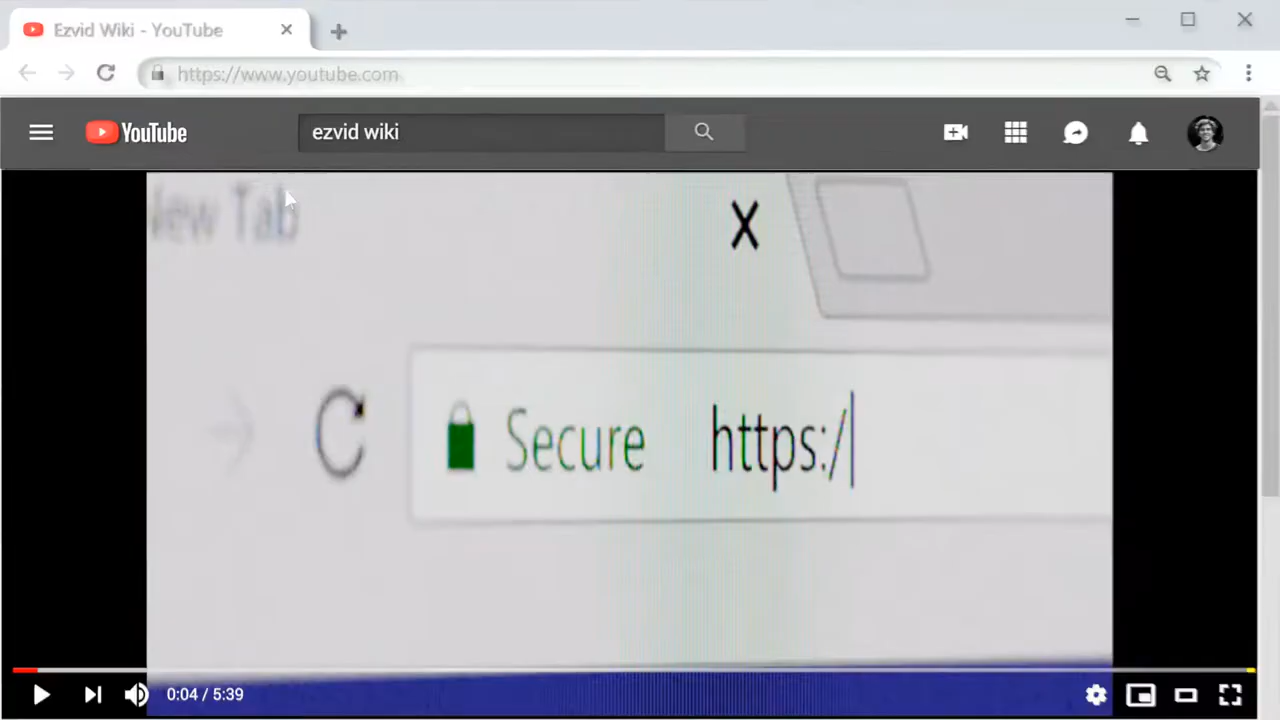 Ezvid Wiki - YouTube
https://www.youtube.com
YouTube
ezvid wiki
New Tab
X
Secure https:/
0:04 / 5:39